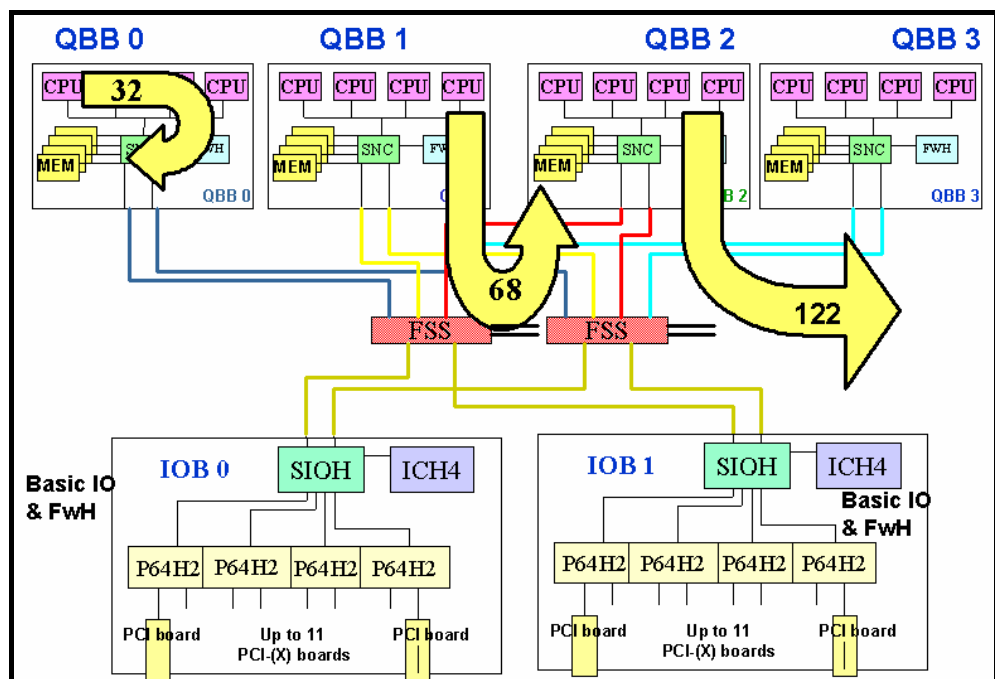 QBB 0 QBB 1 QBB 2 QBB 3
CPU CPU CPU CPU CPU CPU CPU CPU CPU CPU CPU CPU CPU CPU
32
SNC SNC SNC
WH FW FWH
MEM MEM MEM MEM
QBB 0 B 2 QBB 3
68
122
FSS FSS
IOB 0 SIOH ICH4 IOB 1 SIOH ICH4
Basic IO
& FwH
Basic IO
& FwH
P64H2 P64H2 P64H2 P64H2 P64H2 P64H2 P64H2 P64H2
PCI board Up to 11 PCI board PCI board Up to 11 PCI board
PCI-(X) boards PCI-(X) boards